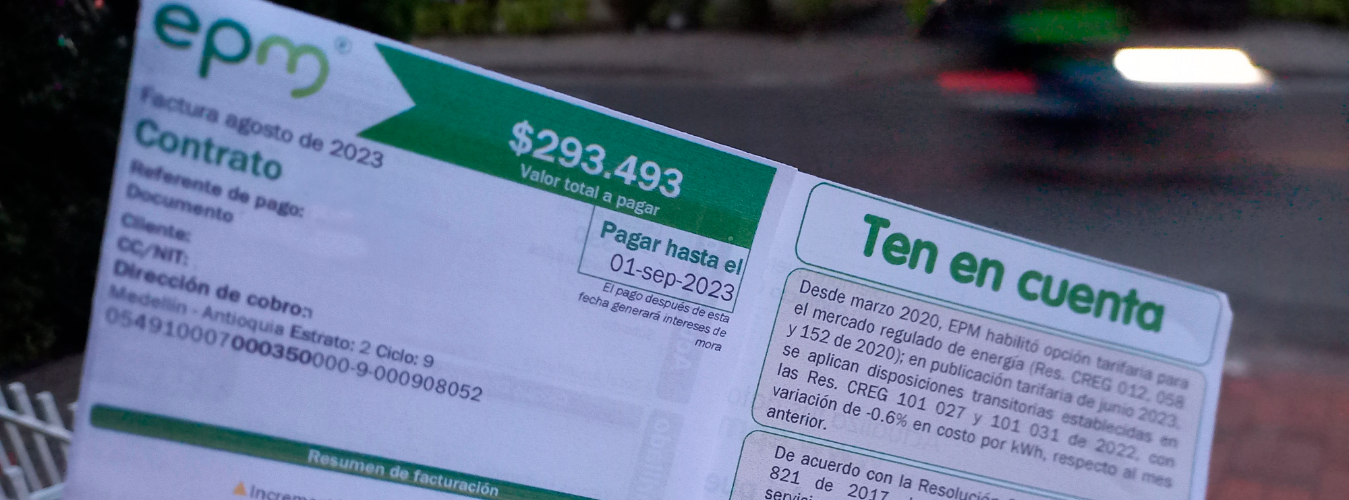 epm®
Factura agosto de 2023
Contrato
Referente de pago:
Documento
Cliente:
CC/NIT:
Dirección de cobro:
Medellín - Antioquia Estrato: 2 Ciclo: 9
054910007000350000-9-000908052
$293.493
Valor total a pagar
Pagar hasta el
01-sep-2023
El pago después de esta
fecha generará intereses de
mora
Resumen de facturación
Ten en cuenta
Desde marzo 2020, EPM habilitó opción tarifaria para
el mercado regulado de energía (Res. CREG 012, 058
y 152 de 2020); en publicación tarifaria de junio 2023,
se aplican disposiciones transitorias establecidas en
las Res. CREG 101 027 y 101 031 de 2022, con
variación de -0.6% en costo por kWh, respecto al mes
anterior.
De acuerdo con la Resolución
821 de 2017